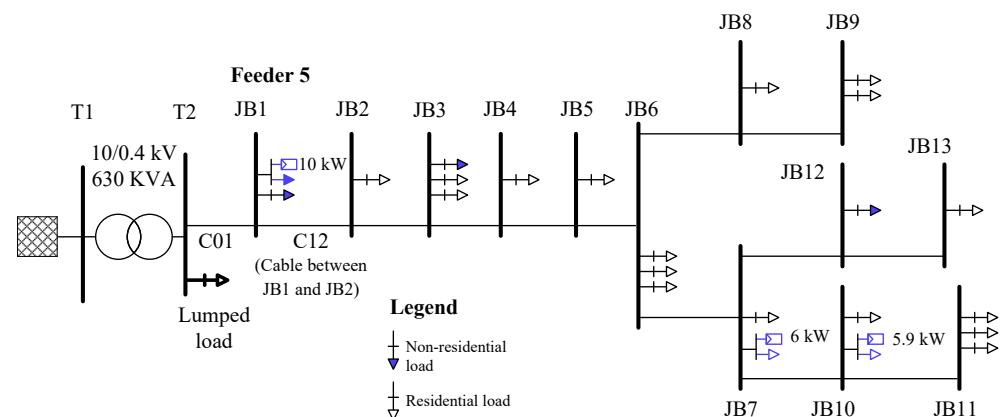 JB8
JB9
Feeder 5
T1
T2
JB1
JB2
JB3
JB4
JB5
JB6
10/0.4 kV
630 KVA
10 kW
JB12
JB13
C01
C12
(Cable between
JB1 and JB2)
Lumped
load
Legend
Non-residential
load
Residential load
6 kW
5.9 kW
JB7
JB10
JB11